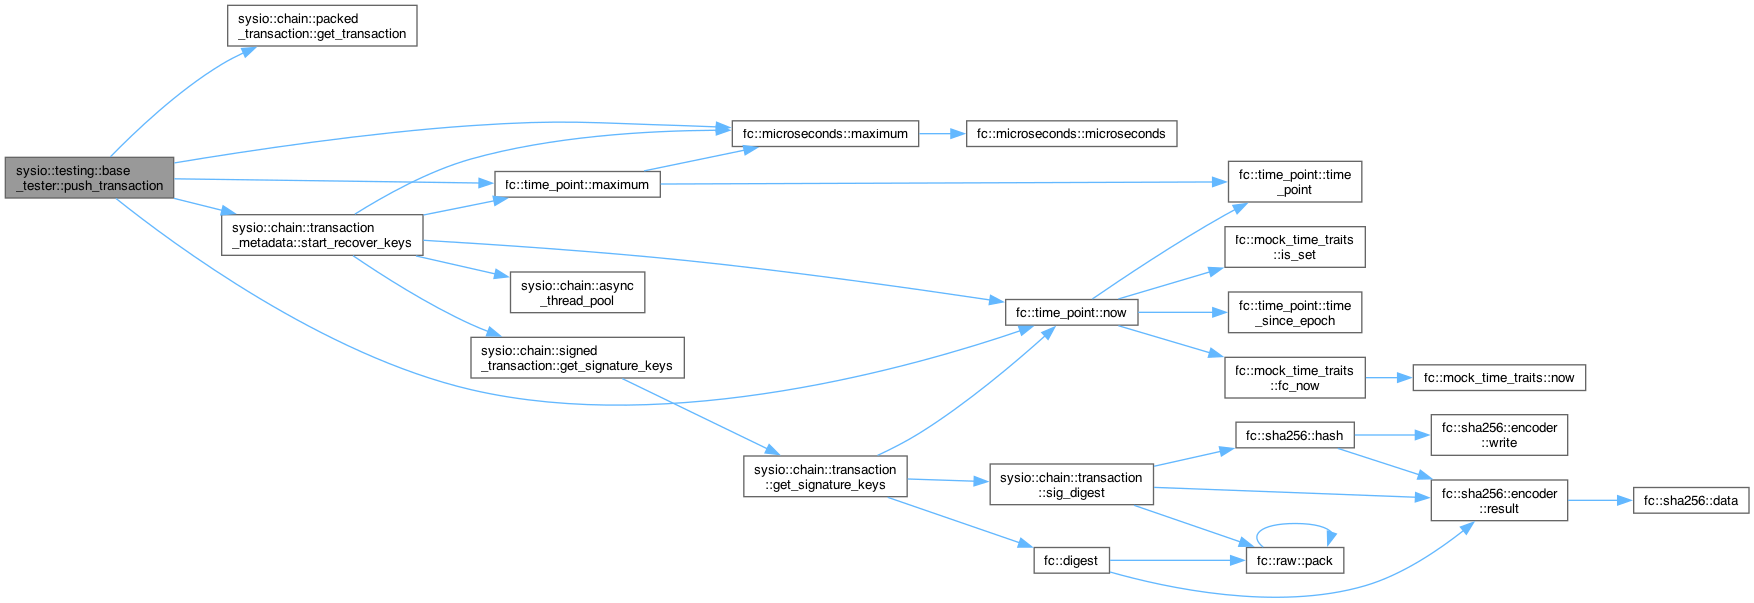 sysio::chain::packed
_transaction::get_transaction
sysio::testing::base
_tester::push_transaction
fc::microseconds::maximum
fc::microseconds::microseconds
fc::time_point::maximum
fc::time_point::time
_point
sysio::chain::transaction
_metadata::start_recover_keys
fc::mock_time_traits
::is_set
sysio::chain::async
_thread_pool
fc::time_point::now
fc::time_point::time
_since_epoch
sysio::chain::signed
_transaction::get_signature_keys
fc::mock_time_traits
::fc_now
fc::mock_time_traits::now
fc::sha256::hash
fc::sha256::encoder
::write
sysio::chain::transaction
::get_signature_keys
sysio::chain::transaction
::sig_digest
fc::sha256::encoder
::result
fc::sha256::data
fc::digest
fc::raw::pack